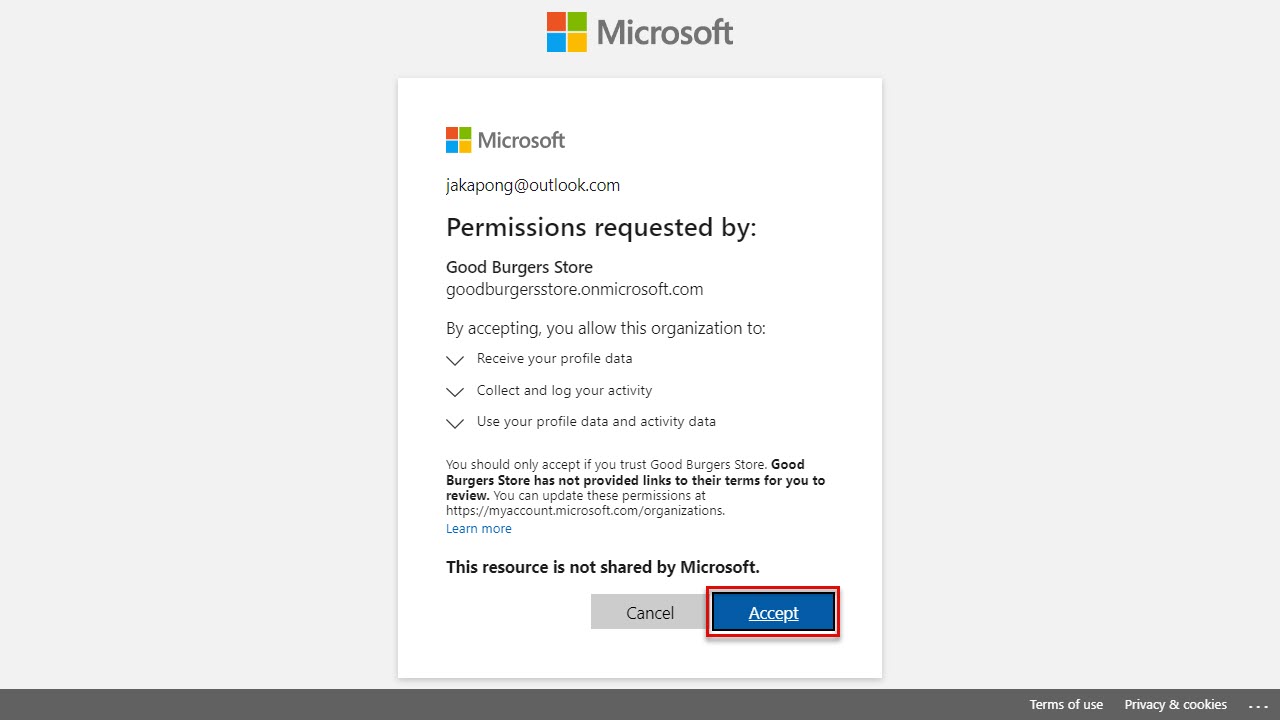 Microsoft
Microsoft
jakapong@outlook.com
Permissions requested by:
Good Burgers Store
goodburgersstore.onmicrosoft.com
By accepting, you allow this organization to:
Receive your profile data
Collect and log your activity
Use your profile data and activity data
You should only accept if you trust Good Burgers Store. Good
Burgers Store has not provided links to their terms for you to
review. You can update these permissions at
https://myaccount.microsoft.com/organizations.
Learn more
This resource is not shared by Microsoft.
Cancel Accept
Terms of use Privacy & cookies ...